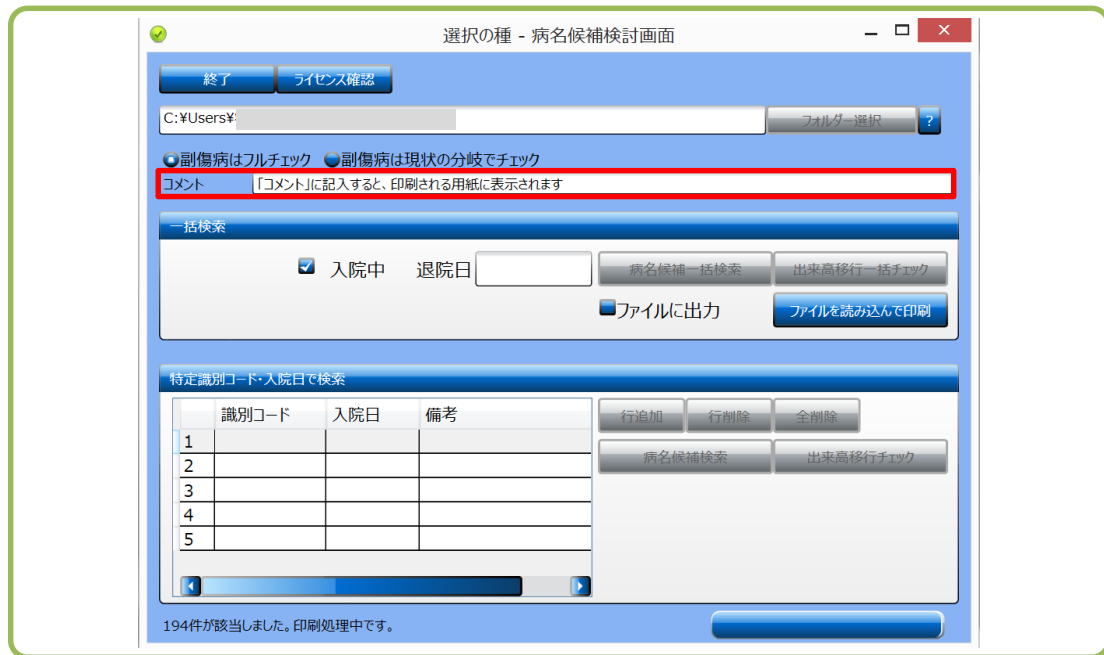 選択の種 - 病名候補検討画面
終了 ライセンス確認
C:¥Users¥ フォルダー選択 ?
副傷病はフルチェック 副傷病は現状の分岐でチェック
コメント 「コメント」に記入すると、印刷される用紙に表示されます
一括検索
入院中 退院日 病名候補一括検索 出来高移行一括チェック
ファイルに出力 ファイルを読み込んで印刷
特定識別コード・入院日で検索
識別コード 入院日 備考 行追加 行削除 全削除
1
病名候補検索 出来高移行チェック
2
3
4
5
194件が該当しました。印刷処理中です。